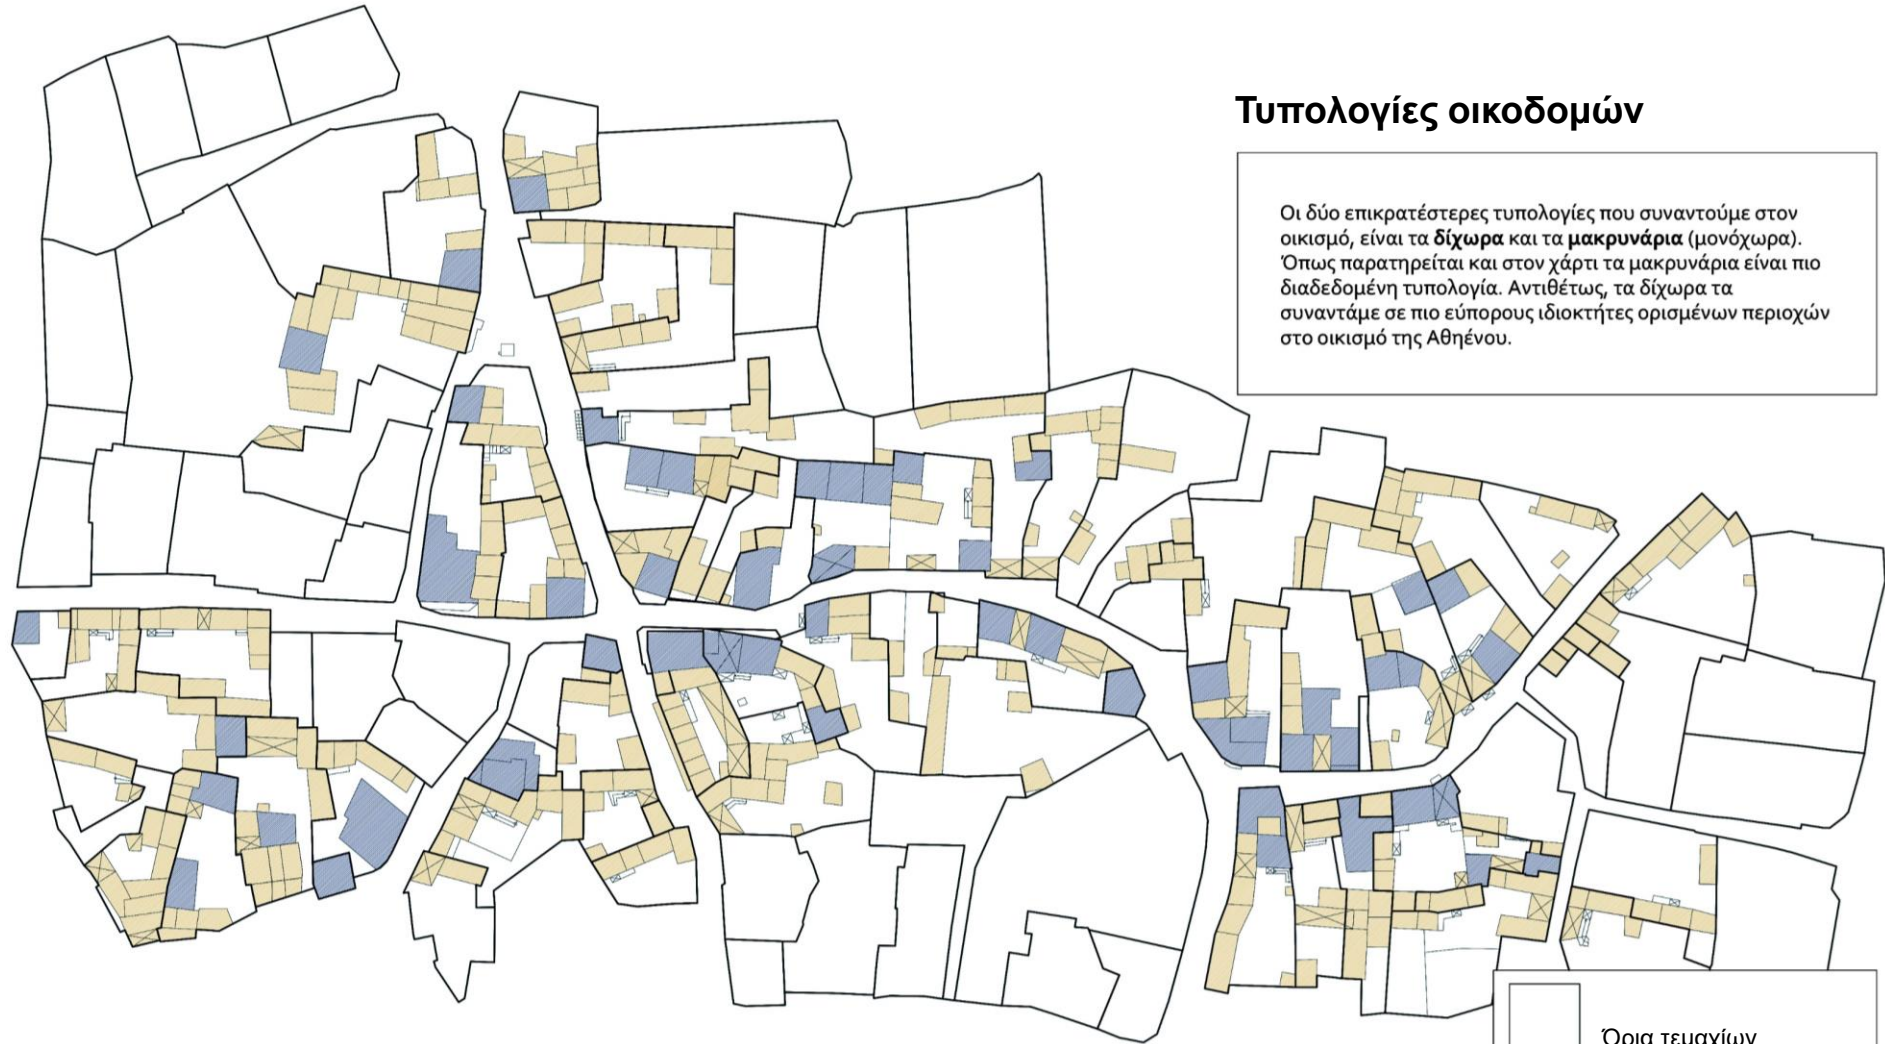 Τυπολογίες οικοδομών
Οι δύο επικρατέστερες τυπολογίες που συναντούμε στον
οικισμό, είναι τα δίχωρα και τα μακρυνάρια (μονόχωρα).
Όπως παρατηρείται και στον χάρτι τα μακρυνάρια είναι πιο
διαδεδομένη τυπολογία. Αντιθέτως, τα δίχωρα τα
συναντάμε σε πιο εύπορους ιδιοκτήτες ορισμένων περιοχών
στο οικισμό της Αθηένου.
Όρια τεμαχίων